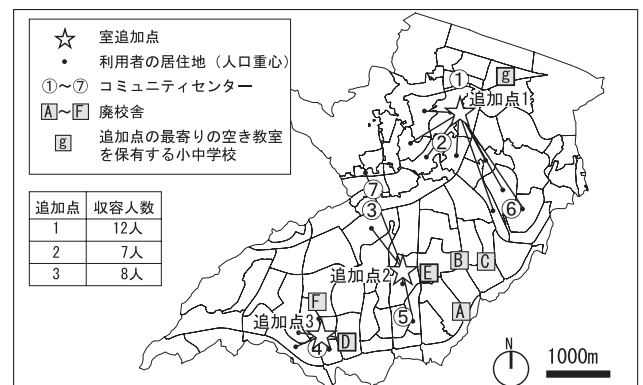 室追加点
利用者の居住地（人口重心）
①～⑦ コミュニティセンター
A～F 廃校舎
g 追加点の最寄りの空き教室
を保有する小中学校
追加点 収容人数
1 12人
2 7人
3 8人
① g
追加点1
②
⑦
③
⑥
B C
追加点2 E
F A
追加点3 ⑤
④ D
N
1000m